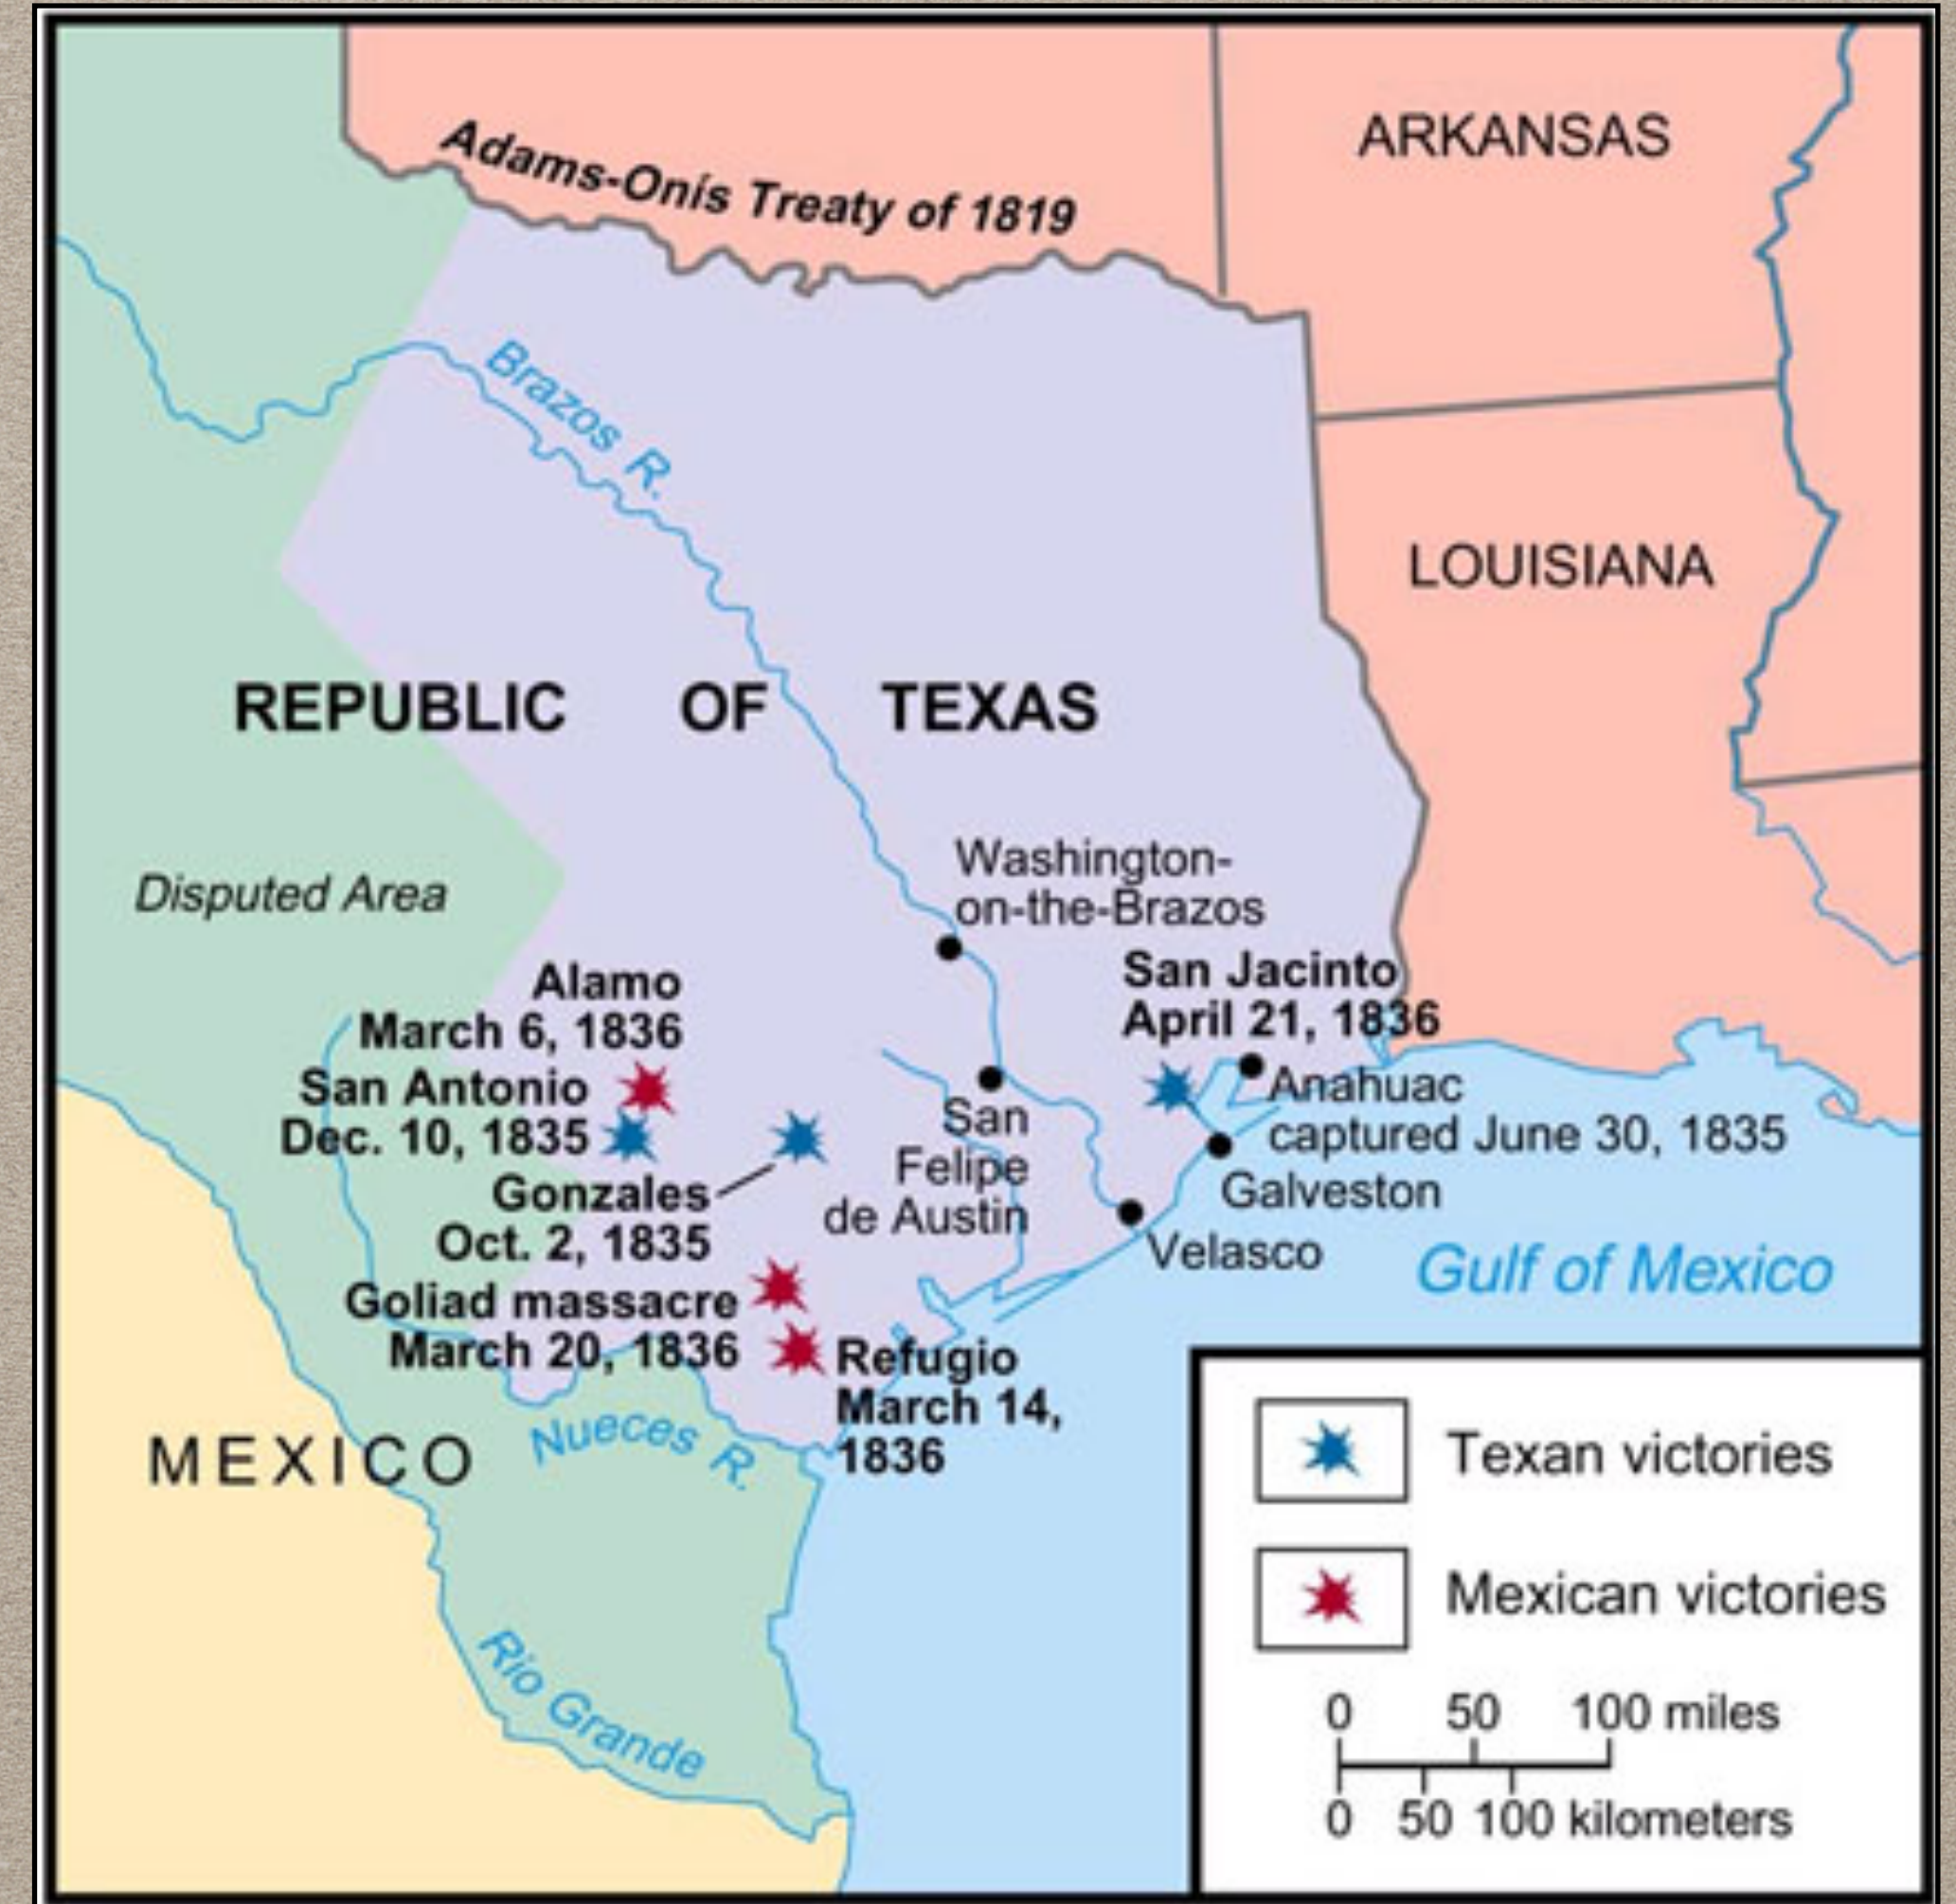 Adams-Onís Treaty of 1819
ARKANSAS
Brazos R.
LOUISIANA
REPUBLIC OF TEXAS
Disputed Area
Washington-
on-the-Brazos
Alamo
March 6, 1836
San Antonio
Dec. 10, 1835
San Jacinto
April 21, 1836
Anahuac
captured June 30, 1835
San
Felipe
de Austin
Galveston
Velasco
Gonzales
Oct. 2, 1835
Goliad massacre
March 20, 1836
Refugio
March 14,
1836
Gulf of Mexico
MEXICO
Nueces R.
Rio Grande
Texan victories
Mexican victories
0 50 100 miles
0 50 100 kilometers